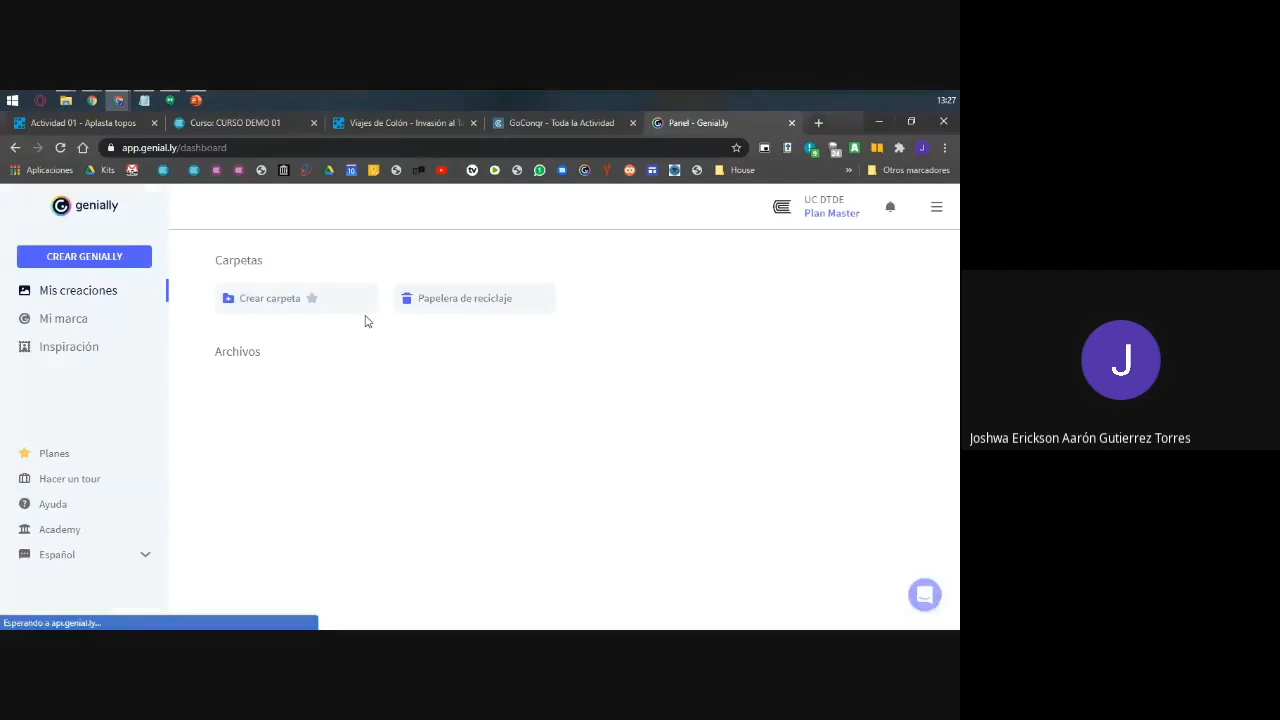 13:27
Actividad 01 - Aplasta topos
Curso: CURSO DEMO 01
Viajes de Colón - Invasión al
GoConqr - Toda la Actividad
Panel - Genial.ly
app.genial.ly/dashboard
Aplicaciones
Kits
House
Otros marcadores
genially
UC DTDE
Plan Master
CREAR GENIALLY
Mis creaciones
Mi marca
Inspiración
Carpetas
Crear carpeta
Papelera de reciclaje
Archivos
J
Joshwa Erickson Aarón Gutierrez Torres
Planes
Hacer un tour
Ayuda
Academy
Español
Esperando a api.genial.ly...